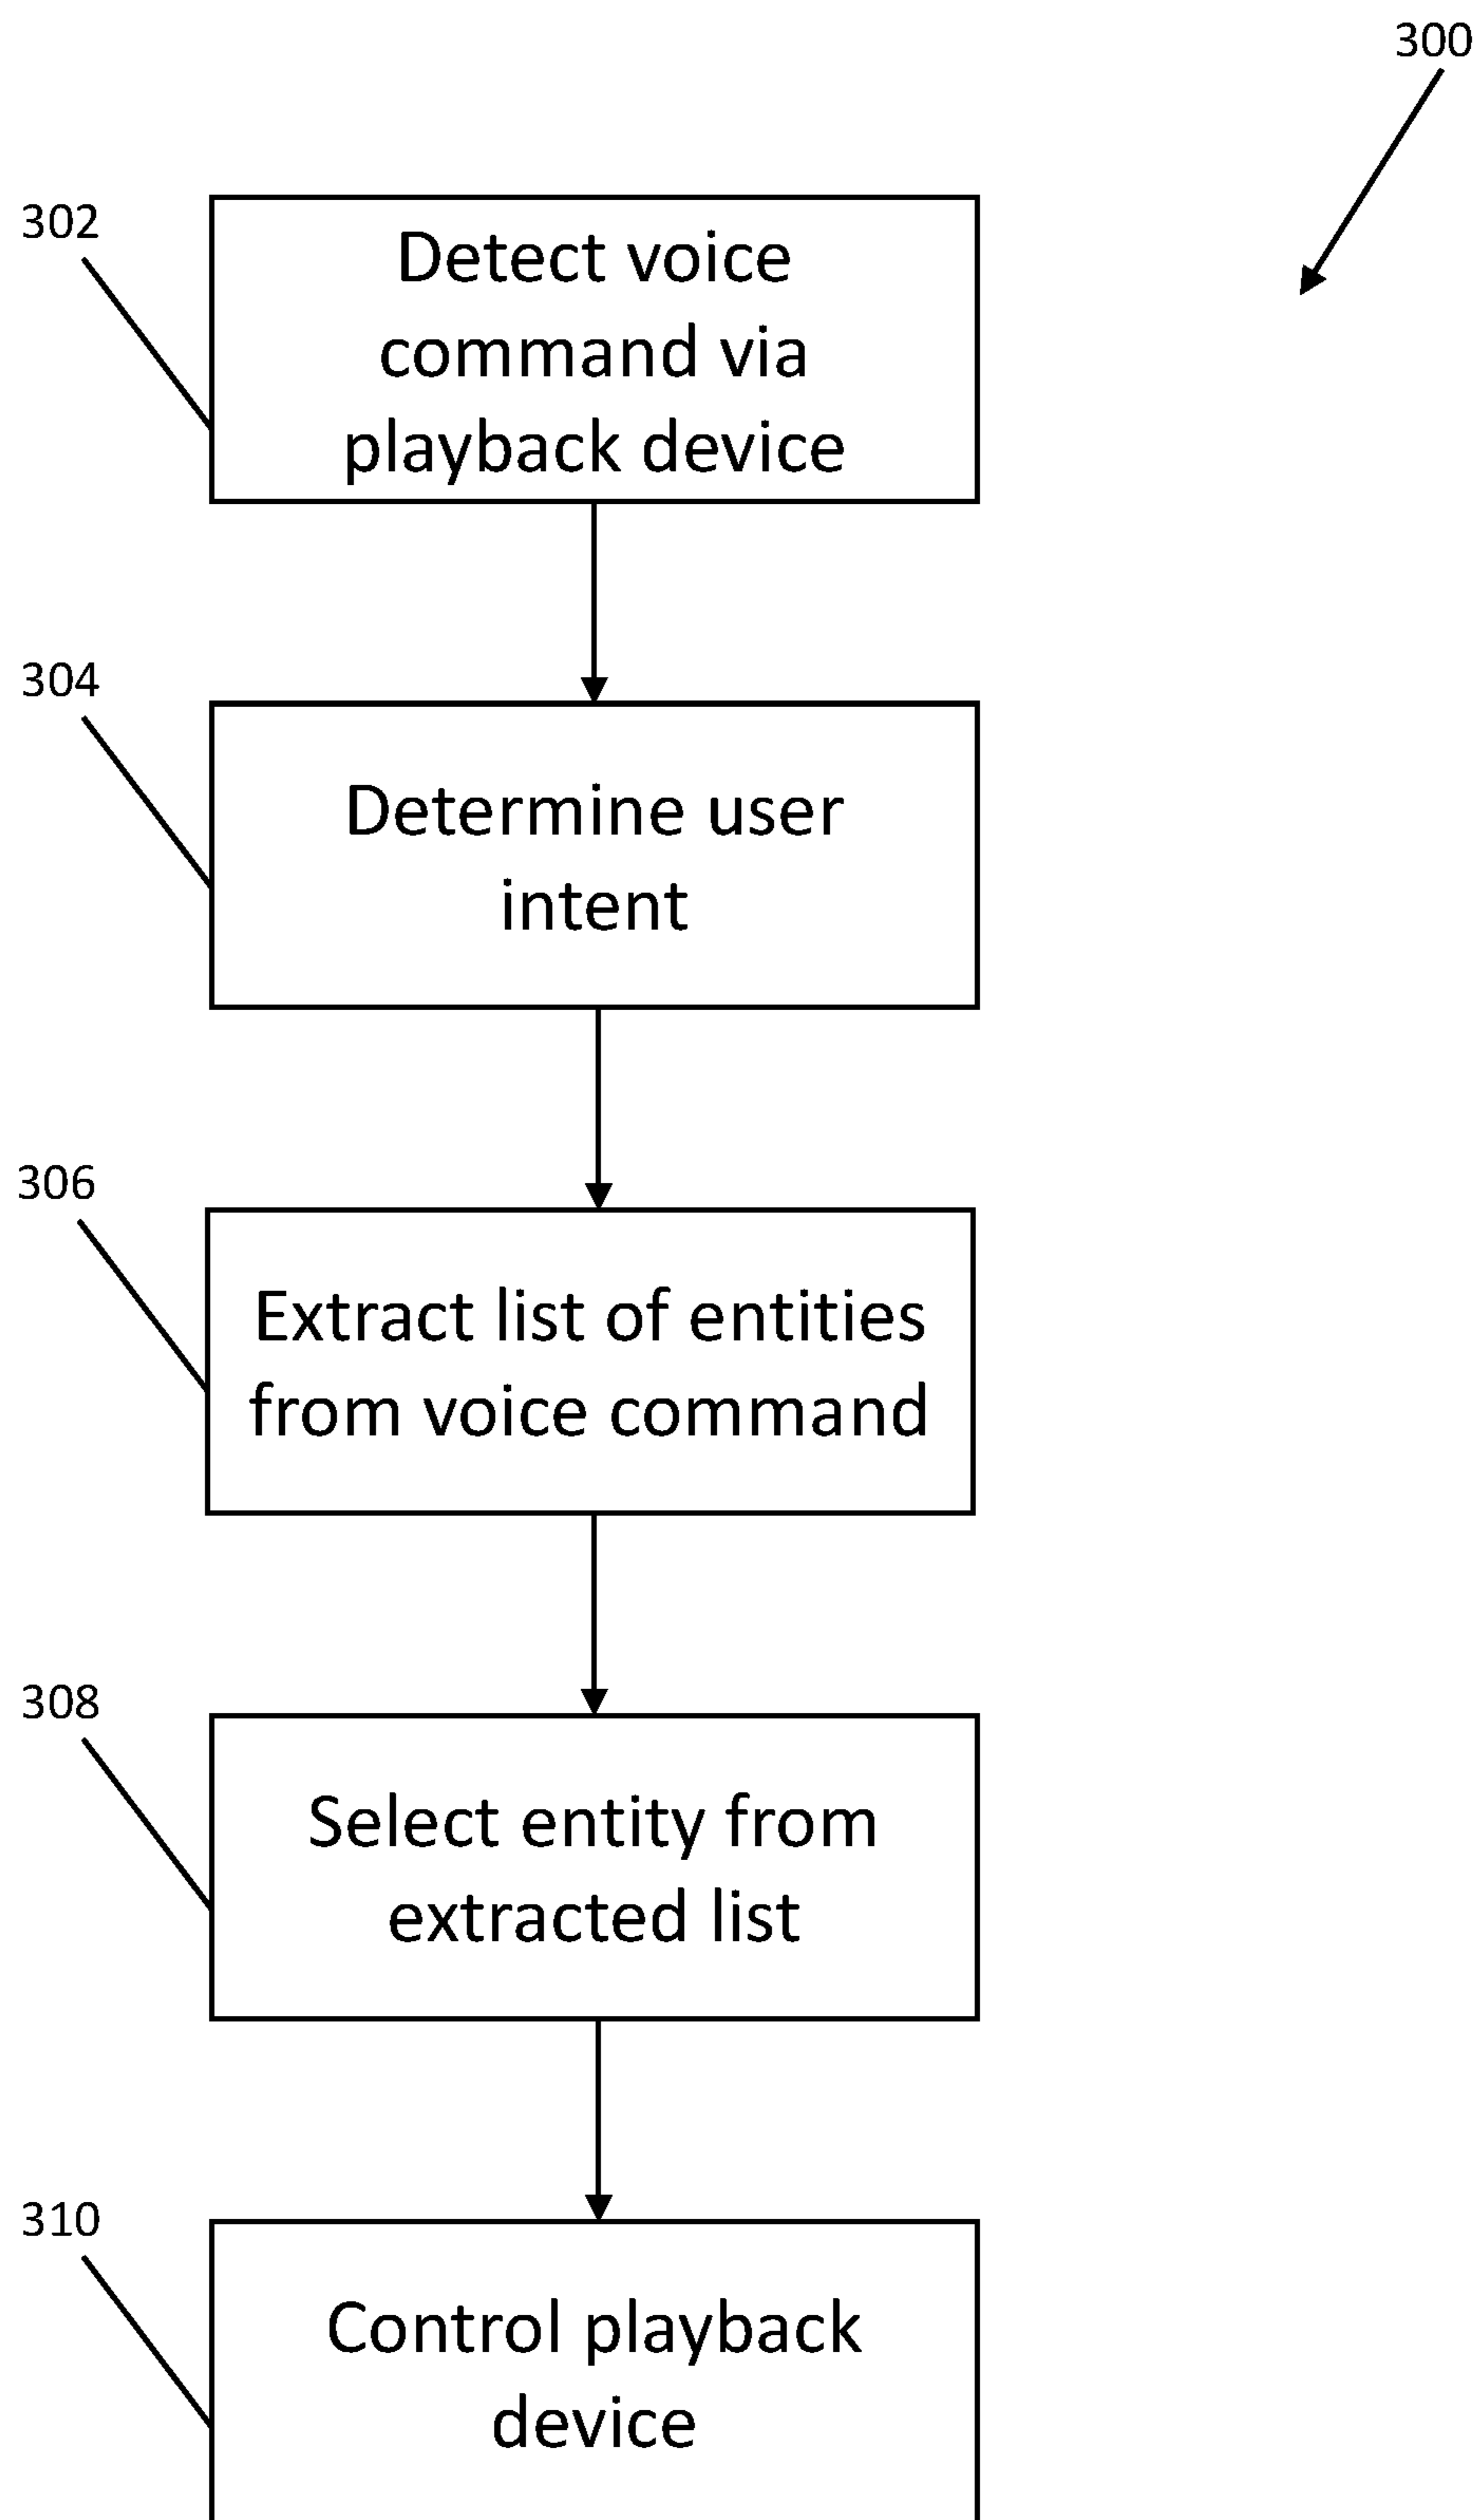 300
302
Detect voice
command via
playback device
304
Determine user
intent
306
Extract list of entities
from voice command
308
Select entity from
extracted list
310
Control playback
device